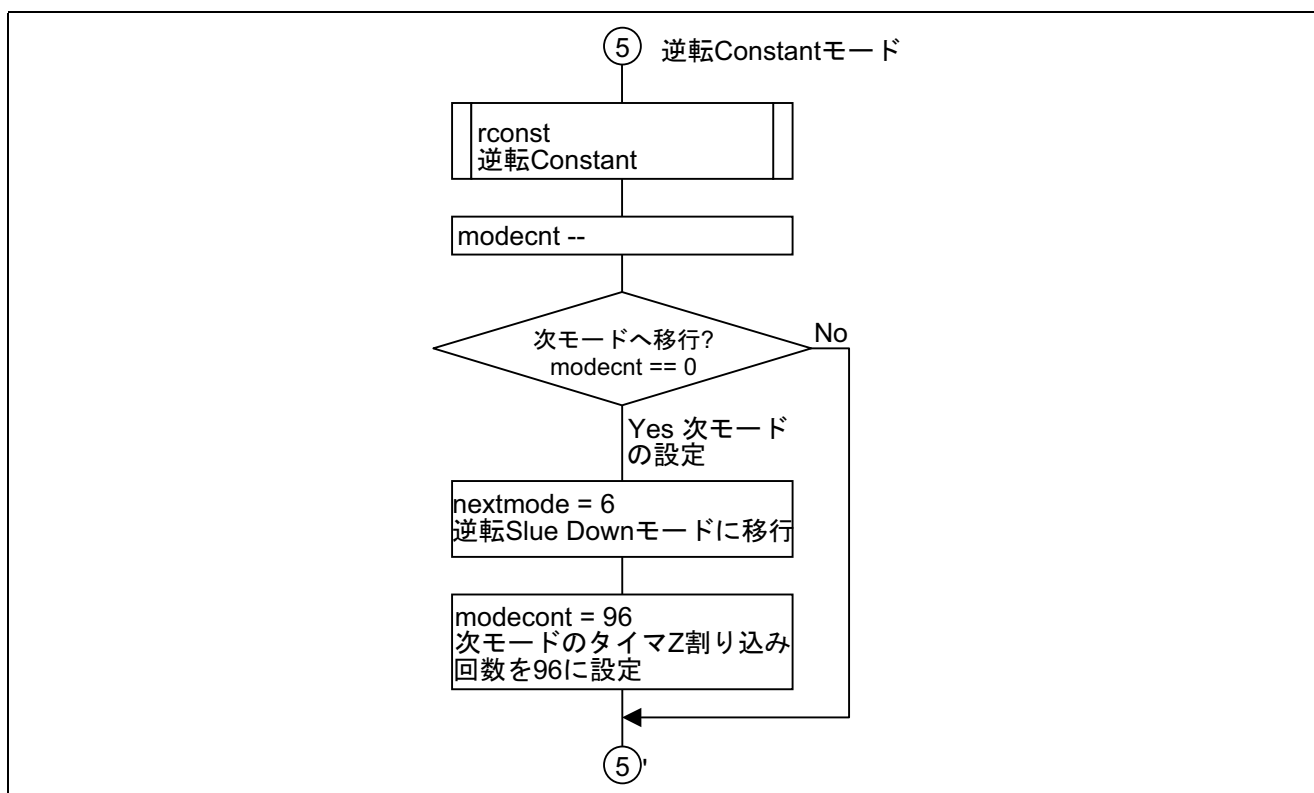 5 逆転Constantモード
rconst
逆転Constant
modecnt --
次モードへ移行?
modecnt == 0
No
Yes 次モード
の設定
nextmode = 6
逆転Slue Downモードに移行
modecont = 96
次モードのタイマZ割り込み
回数を96に設定
5'